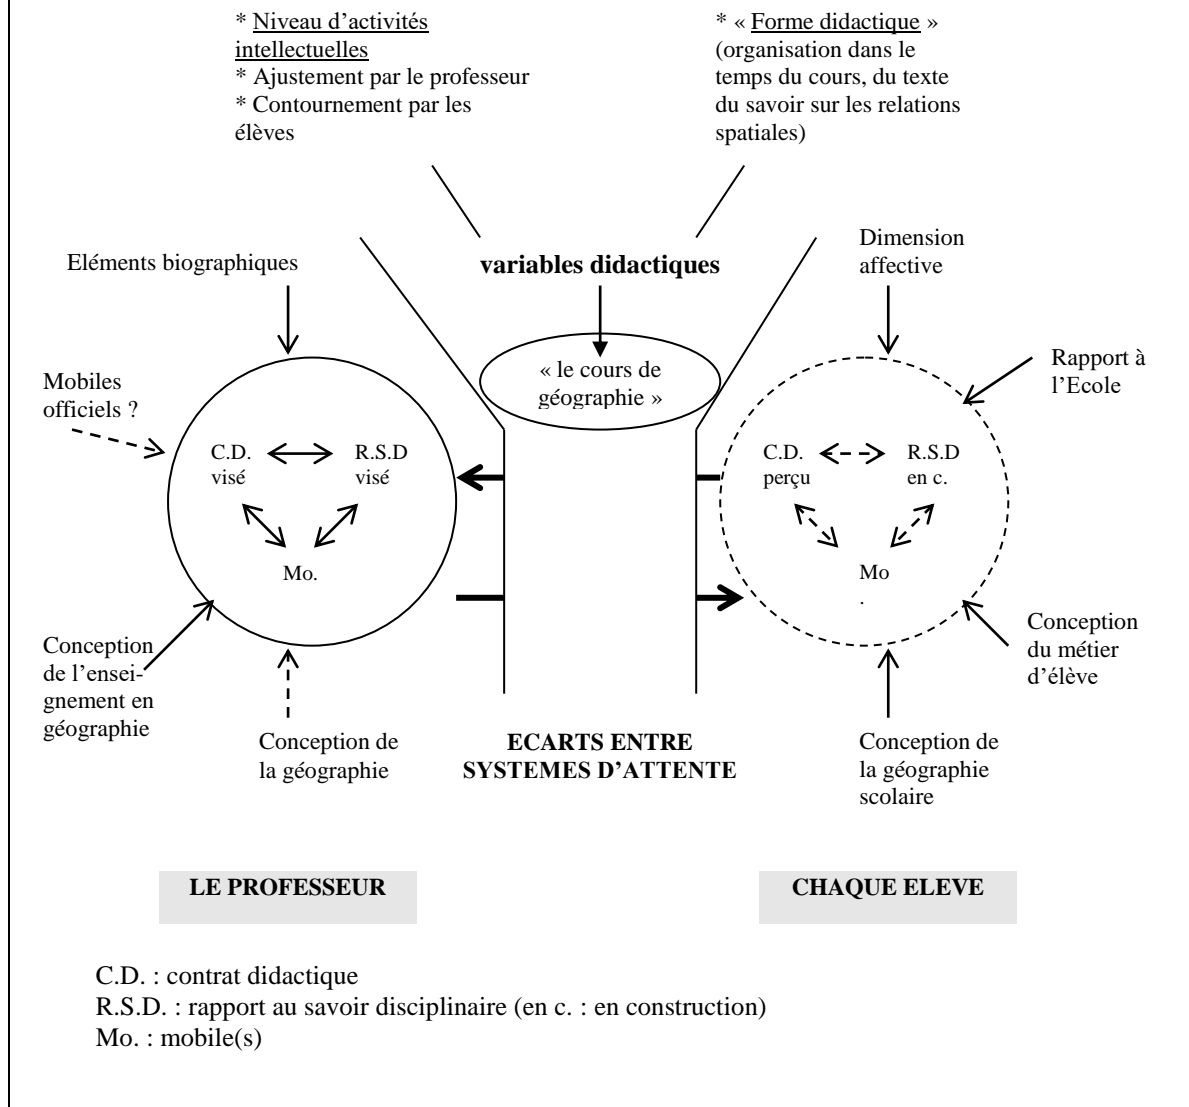 * Niveau d’activités
intellectuelles
* Ajustement par le professeur
* Contournement par les
élèves
* « Forme didactique »
(organisation dans le
temps du cours, du texte
du savoir sur les relations
spatiales)
Eléments biographiques
variables didactiques
Dimension
affective
« le cours de
géographie »
Mobiles
officiels ?
Rapport à
l’Ecole
C.D.
visé
R.S.D
visé
Mo.
C.D.
perçu
R.S.D
en c.
Mo
.
Conception
de l’ensei-
gnement en
géographie
Conception de
la géographie
ECARTS ENTRE
SYSTEMES D’ATTENTE
Conception
du métier
d’élève
Conception de
la géographie
scolaire
LE PROFESSEUR
CHAQUE ELEVE
C.D. : contrat didactique
R.S.D. : rapport au savoir disciplinaire (en c. : en construction)
Mo. : mobile(s)